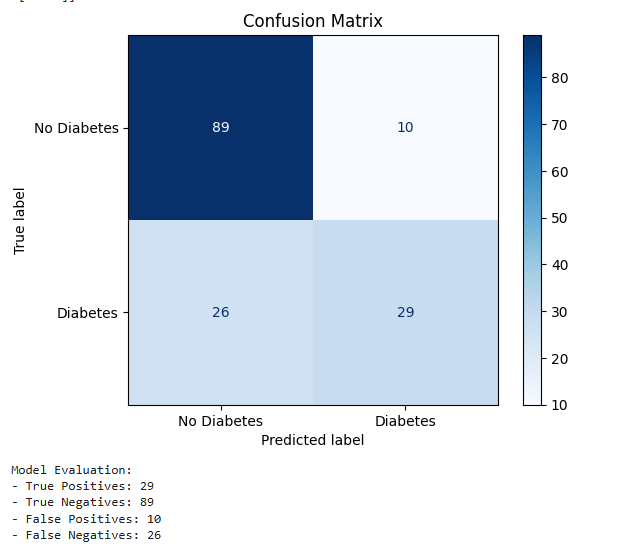 Confusion Matrix
True label
No Diabetes
89
10
Diabetes
26
29
No Diabetes
Diabetes
Predicted label
80
70
60
50
40
30
20
10
Model Evaluation:
- True Positives: 29
- True Negatives: 89
- False Positives: 10
- False Negatives: 26